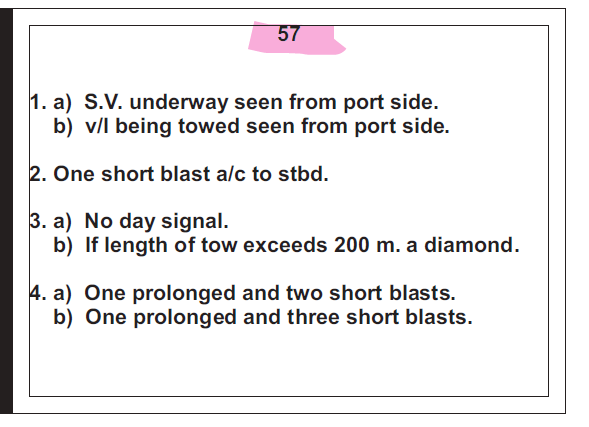 57
1. a) S.V. underway seen from port side.
b) v/l being towed seen from port side.
2. One short blast a/c to stbd.
3. a) No day signal.
b) If length of tow exceeds 200 m. a diamond.
4. a) One prolonged and two short blasts.
b) One prolonged and three short blasts.